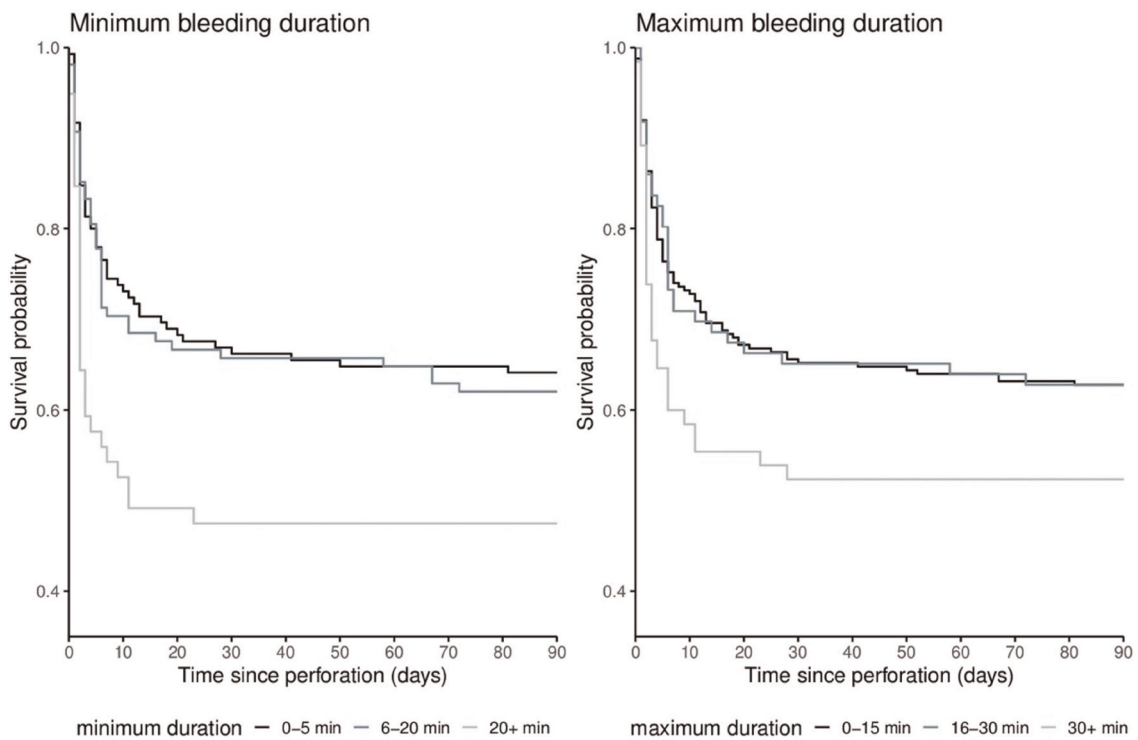 Minimum bleeding duration
Survival probability
1.0
0.8
0.6
0.4
0 10 20 30 40 50 60 70 80 90
Time since perforation (days)
minimum duration 0–5 min 6–20 min 20+ min
Maximum bleeding duration
Survival probability
1.0
0.8
0.6
0.4
0 10 20 30 40 50 60 70 80 90
Time since perforation (days)
maximum duration 0–15 min 16–30 min 30+ min